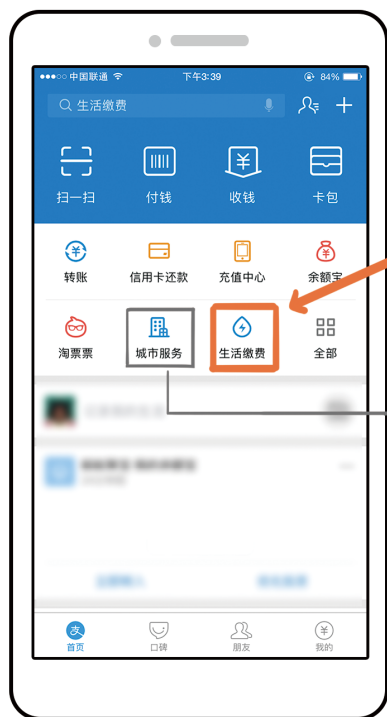 中国联通 下午3:39 84%
生活缴费
扫一扫 付钱 收钱 卡包
转账 信用卡还款 充值中心 余额宝
淘票票 城市服务 生活缴费 全部
首页 口碑 朋友 我的